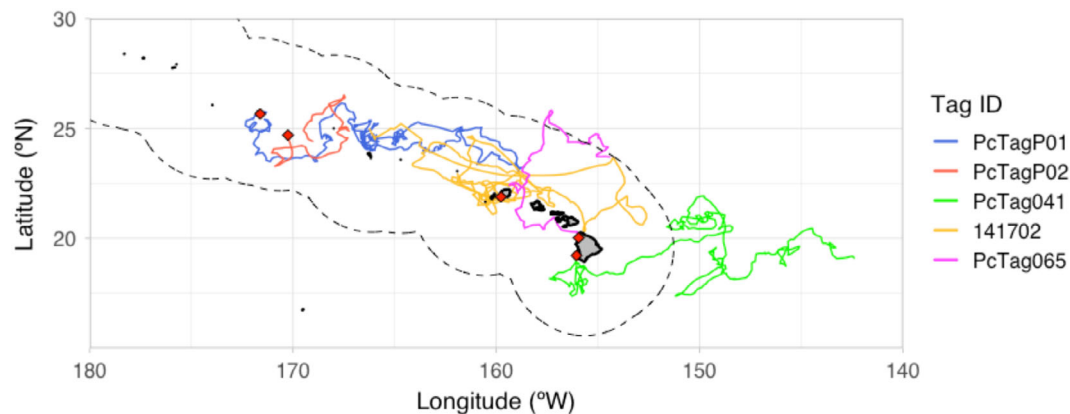 30
25
20
Latitude (ºN)
180
170
160
150
140
Longitude (ºW)
Tag ID
PcTagP01
PcTagP02
PcTag041
141702
PcTag065